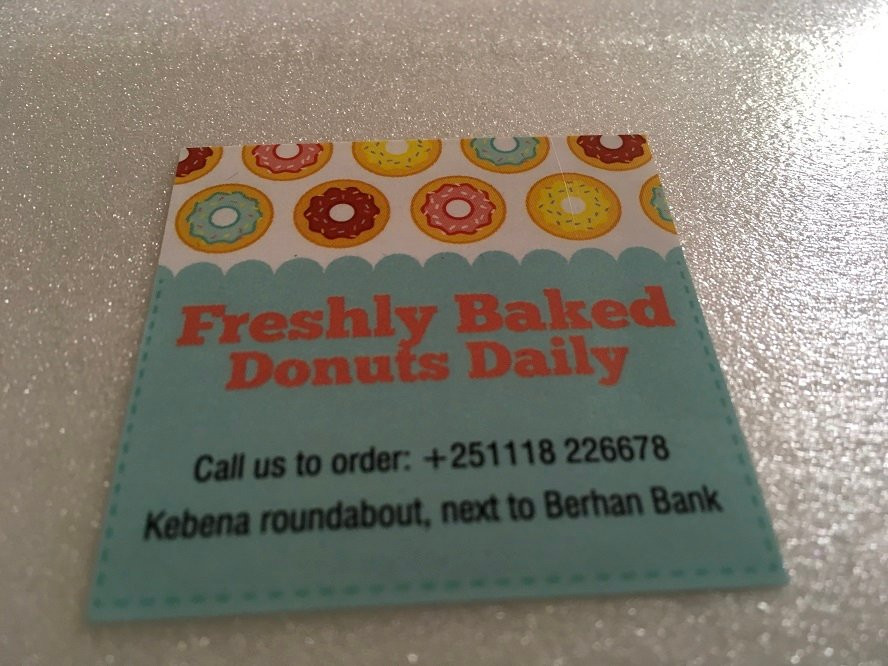 Freshly Baked
Donuts Daily
Call us to order: +251118 226678
Kebena roundabout, next to Berhan Bank